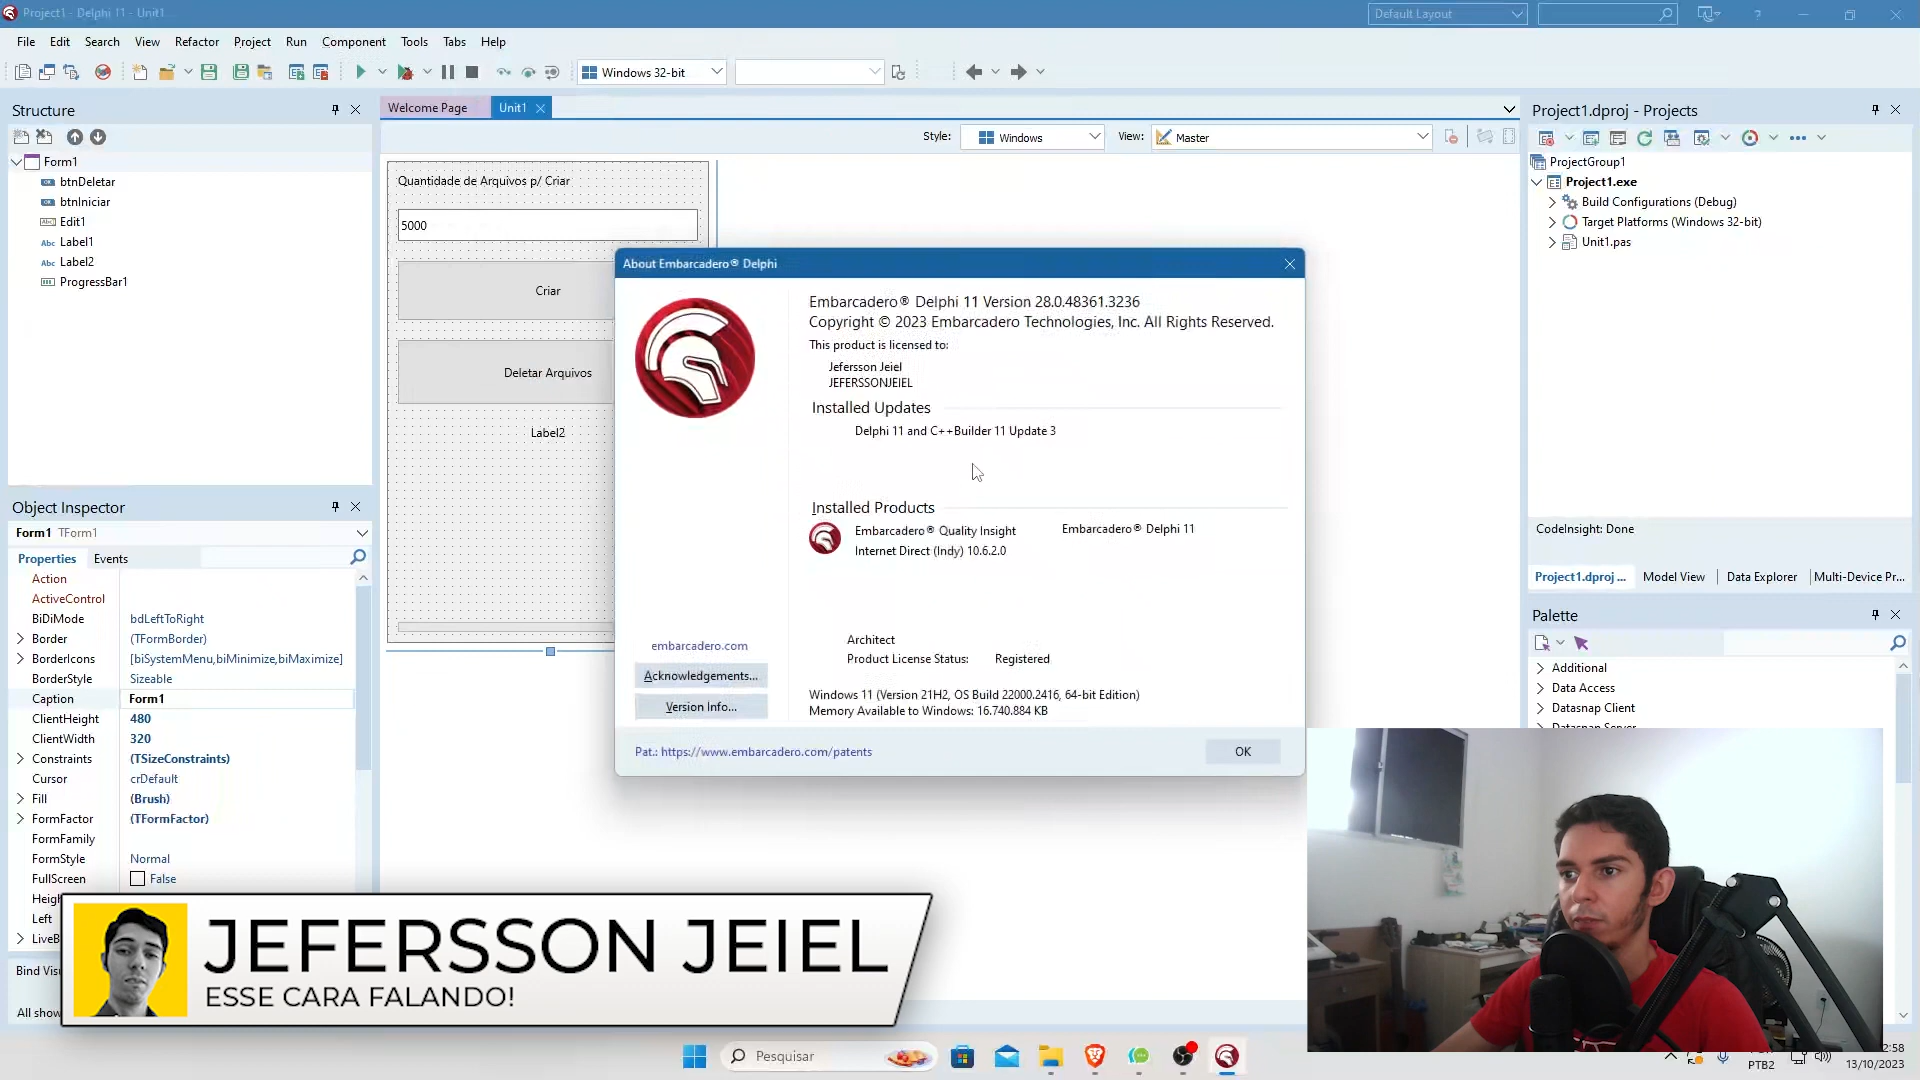 Project1 - Delphi 11 - Unit1
Default Layout
File Edit Search View Refactor Project Run Component Tools Tabs Help
Windows 32-bit
Structure
Form1
btnDeletar
btnIniciar
Edit1
Label1
Label2
ProgressBar1
Object Inspector
Form1 TForm1
Properties Events
Action
ActiveControl
BiDiMode bdLeftToRight
Border (TFormBorder)
BorderIcons [biSystemMenu,biMinimize,biMaximize]
BorderStyle Sizeable
Caption Form1
ClientHeight 480
ClientWidth 320
Constraints (TSizeConstraints)
Cursor crDefault
Fill (Brush)
FormFactor (TFormFactor)
FormFamily
FormStyle Normal
FullScreen False
Left
All show
Welcome Page Unit1
Style: Windows View: Master
Quantidade de Arquivos p/ Criar
5000
Criar
Deletar Arquivos
Label2
About Embarcadero® Delphi
Embarcadero® Delphi 11 Version 28.0.48361.3236
Copyright © 2023 Embarcadero Technologies, Inc. All Rights Reserved.
This product is licensed to:
Jefersson Jeiel
JEFERSSONJEIEL
Installed Updates
Delphi 11 and C++Builder 11 Update 3
Installed Products
Embarcadero® Quality Insight Embarcadero® Delphi 11
Internet Direct (Indy) 10.6.2.0
Architect
Product License Status: Registered
Windows 11 (Version 21H2, OS Build 22000.2416, 64-bit Edition)
Memory Available to Windows: 16.740.884 KB
embarcadero.com
Acknowledgements...
Version Info...
Pat.: https://www.embarcadero.com/patents
OK
Project1.dproj - Projects
ProjectGroup1
Project1.exe
Build Configurations (Debug)
Target Platforms (Windows 32-bit)
Unit1.pas
CodeInsight: Done
Project1.dproj ... Model View Data Explorer Multi-Device Pr...
Palette
Additional
Data Access
Datasnap Client
JEFERSSON JEIEL
ESSE CARA FALANDO!
Pesquisar
PTB2
13/10/2023